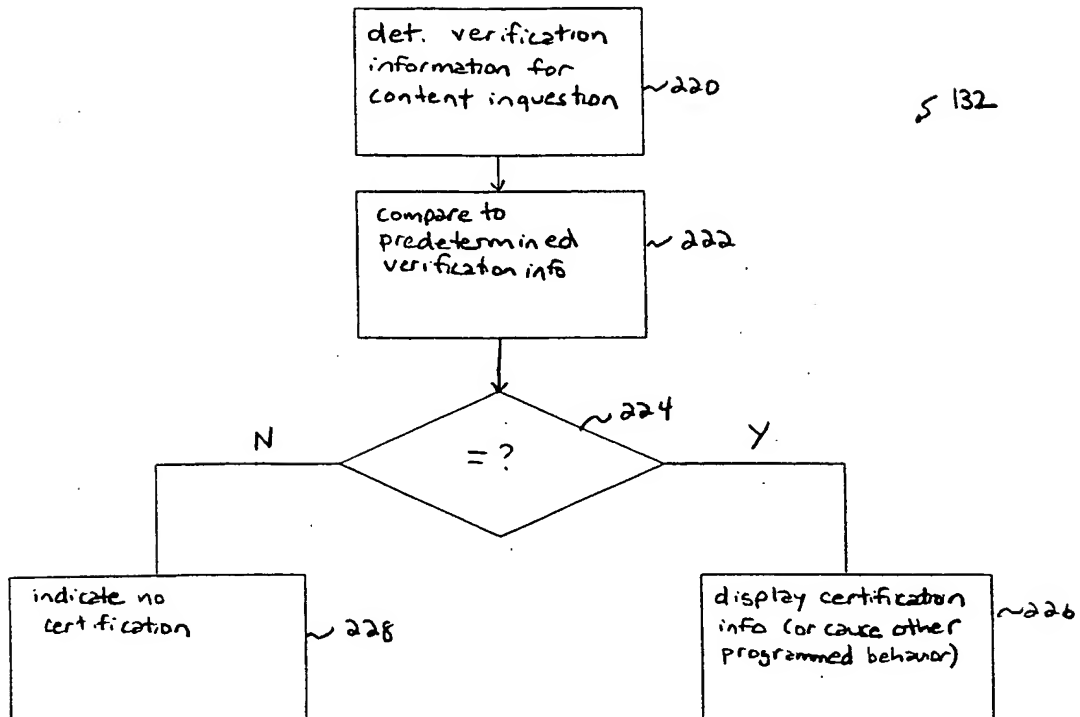 det. verification
information for
content inquestion
220
132
compare to
predetermined
verification info
222
224
= ?
N
Y
indicate no
certification
228
display certification
info (or cause other
programmed behavior)
226